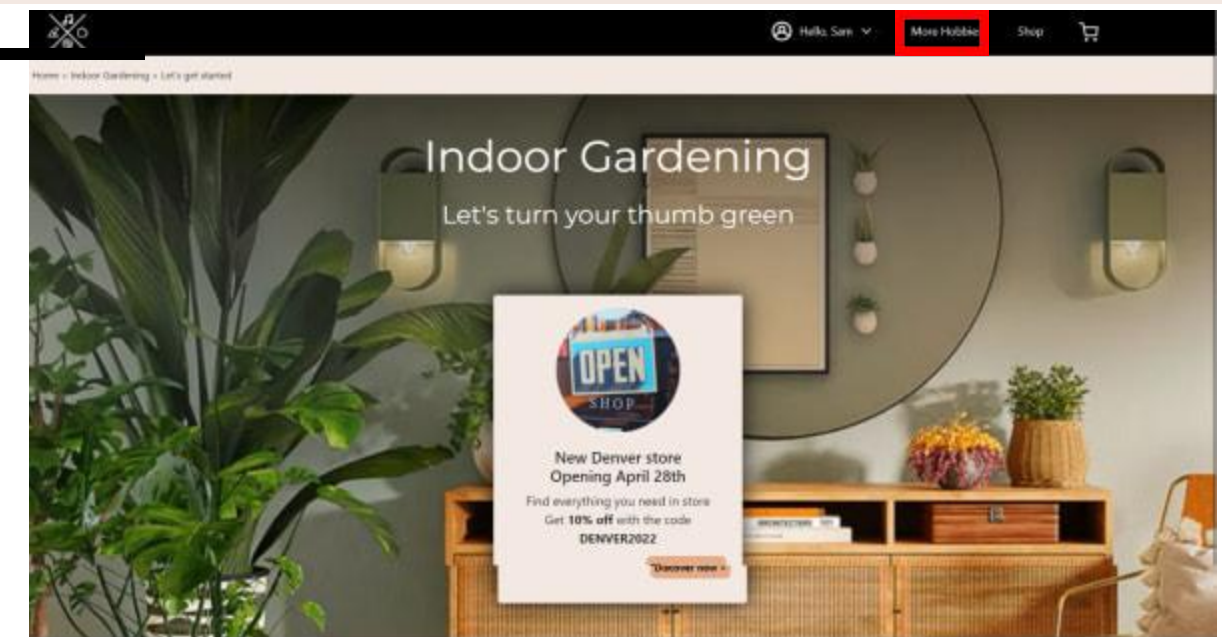 Hello, Sam
More Hobbie
Shop
Home > Indoor Gardening > Let's get started
Indoor Gardening
Let's turn your thumb green
OPEN
SHOP
New Denver store
Opening April 28th
Find everything you need in store
Get 10% off with the code
DENVER2022
Discover now >